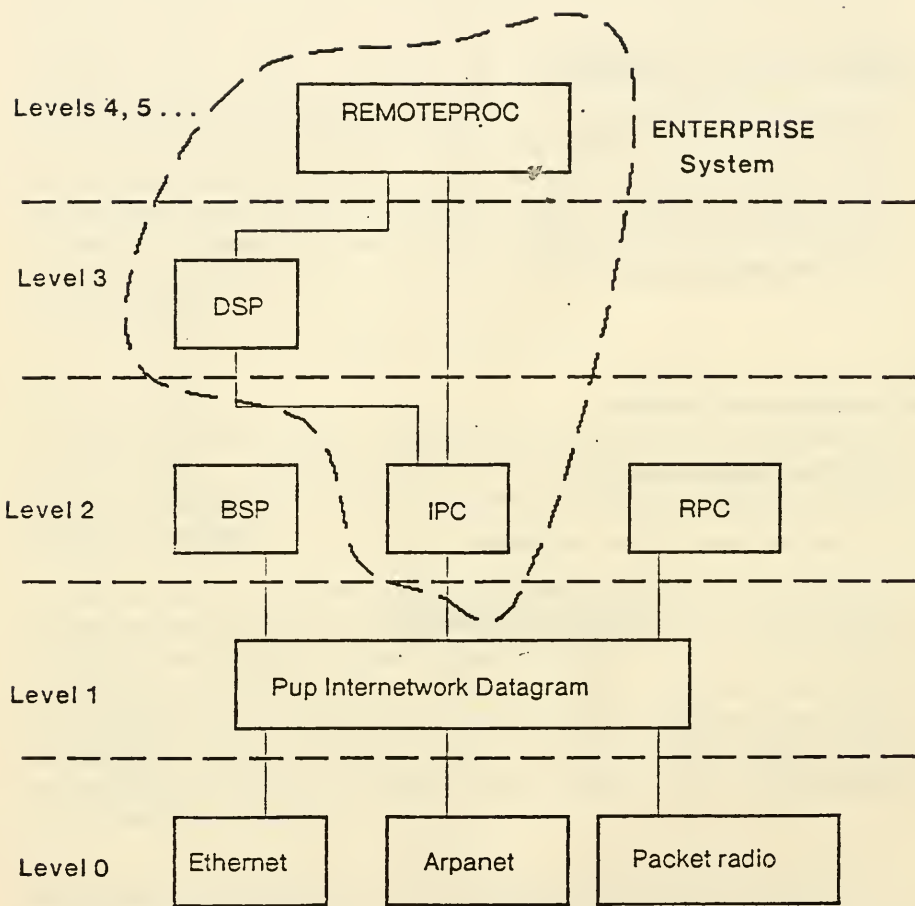 Levels 4, 5 ...
REMOTEPROC
ENTERPRISE
System
Level 3
DSP
Level 2
BSP
IPC
RPC
Level 1
Pup Internetwork Datagram
Level 0
Ethernet
Arpanet
Packet radio